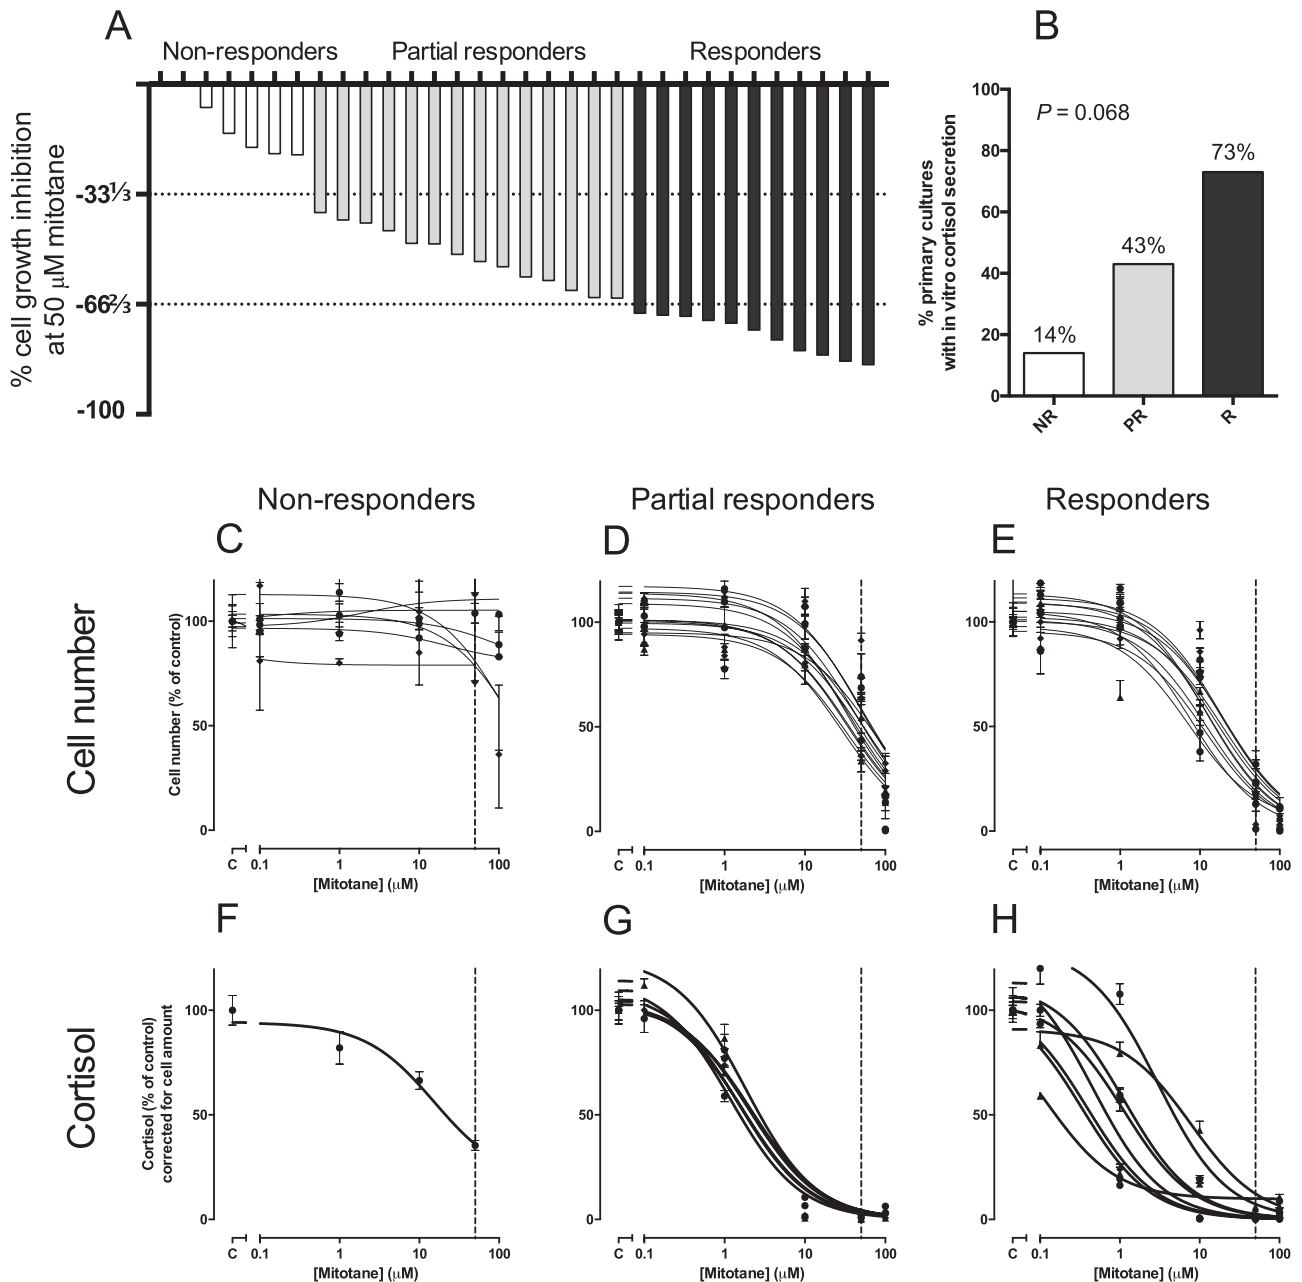 A
Non-responders
Partial responders
Responders
% cell growth inhibition
at 50 µM mitotane
-33⅓
-66⅔
-100
B
P = 0.068
% primary cultures
with in vitro cortisol secretion
100
80
60
40
20
0
14%
43%
73%
NR
PR
R
Non-responders
Partial responders
Responders
C
D
E
Cell number
Cell number (% of control)
100
50
0
C
0.1
1
10
100
[Mitotane] (µM)
100
50
0
C
0.1
1
10
100
[Mitotane] (µM)
100
50
0
C
0.1
1
10
100
[Mitotane] (µM)
F
G
H
Cortisol
Cortisol (% of control)
corrected for cell amount
100
50
0
C
0.1
1
10
100
[Mitotane] (µM)
100
50
0
C
0.1
1
10
100
[Mitotane] (µM)
100
50
0
C
0.1
1
10
100
[Mitotane] (µM)